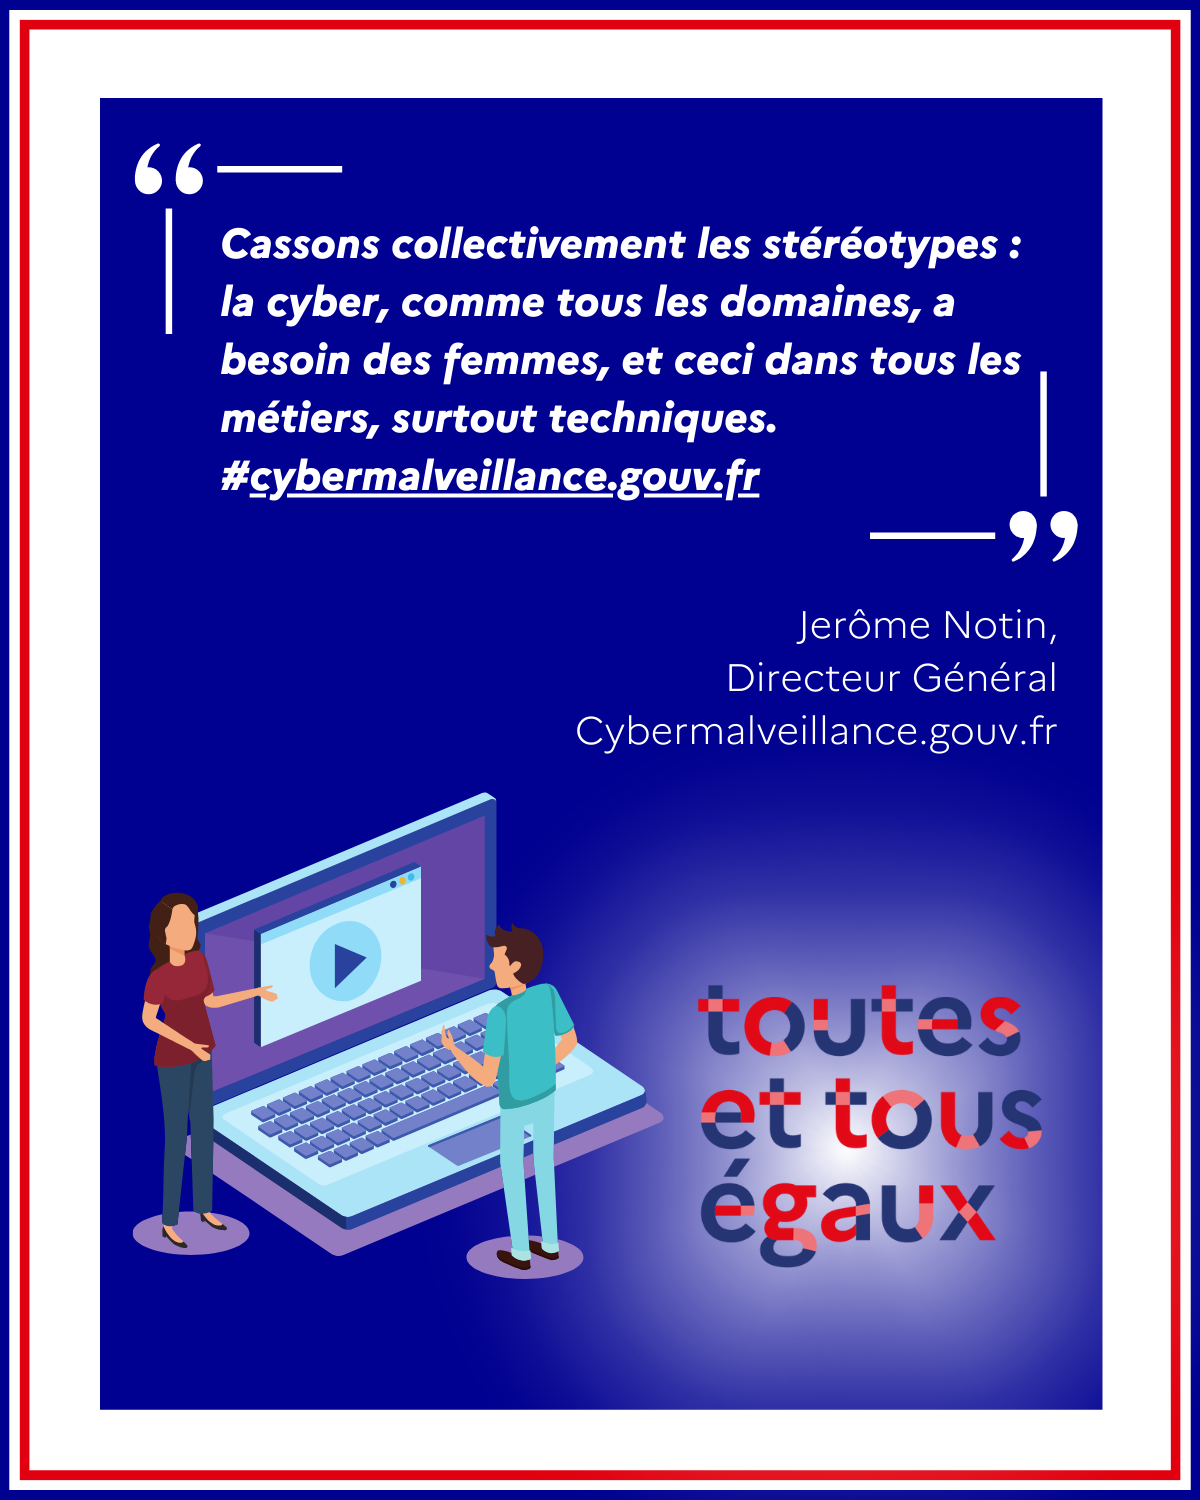 “
Cassons collectivement les stéréotypes :
la cyber, comme tous les domaines, a
besoin des femmes, et ceci dans tous les
métiers, surtout techniques.
#cybermalveillance.gouv.fr
”
Jerôme Notin,
Directeur Général
Cybermalveillance.gouv.fr
toutes
et tous
égaux